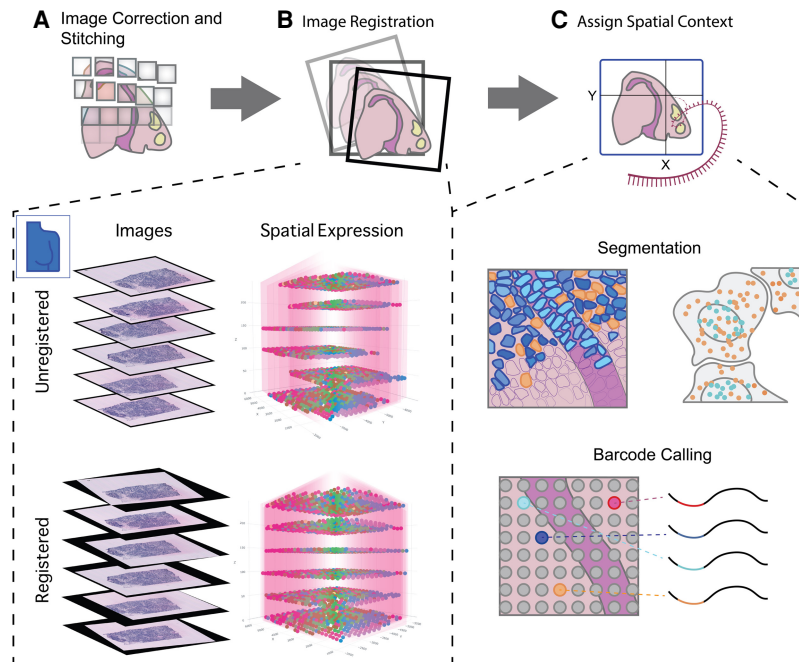 A Image Correction and
Stitching
B Image Registration
C Assign Spatial Context
Y
X
Images
Spatial Expression
Unregistered
Registered
Segmentation
Barcode Calling